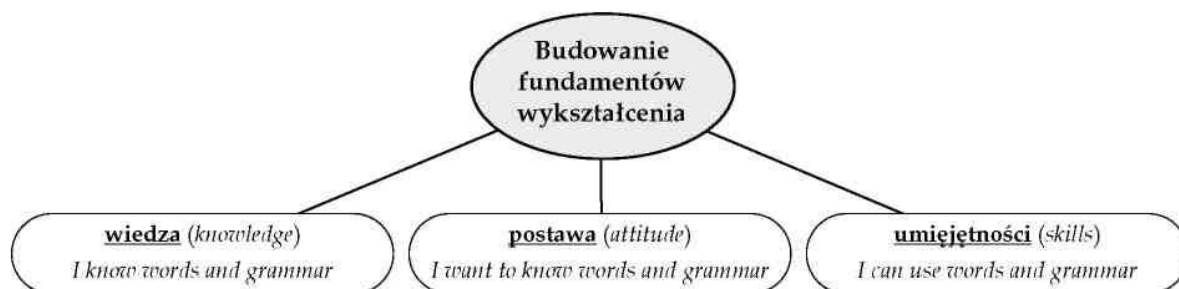 Budowanie
fundamentów
wykształcenia
wiedza (knowledge)
I know words and grammar
postawa (attitude)
I want to know words and grammar
umięjętności (skills)
I can use words and grammar